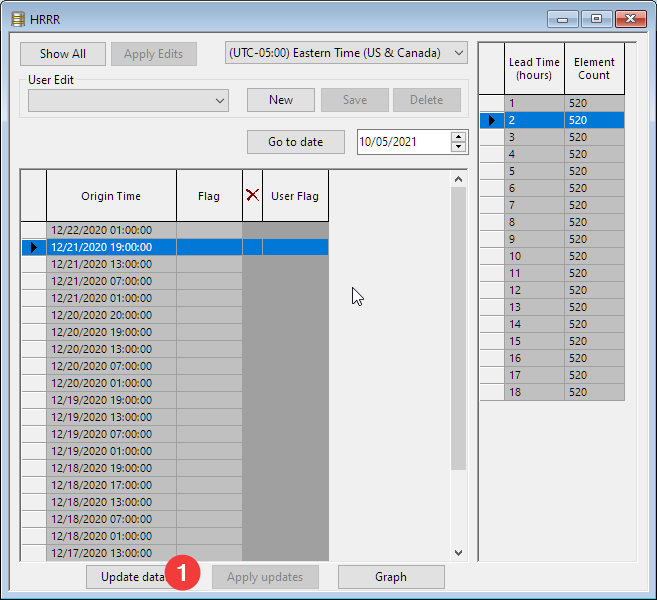 HRRR
Show All
Apply Edits
(UTC-05:00) Eastern Time (US & Canada)
User Edit
New
Save
Delete
Go to date
10/05/2021
Origin Time
Flag
User Flag
12/22/2020 01:00:00
12/21/2020 19:00:00
12/21/2020 13:00:00
12/21/2020 07:00:00
12/21/2020 01:00:00
12/20/2020 20:00:00
12/20/2020 19:00:00
12/20/2020 13:00:00
12/20/2020 07:00:00
12/20/2020 01:00:00
12/19/2020 19:00:00
12/19/2020 13:00:00
12/19/2020 07:00:00
12/19/2020 01:00:00
12/18/2020 19:00:00
12/18/2020 17:00:00
12/18/2020 13:00:00
12/18/2020 07:00:00
12/18/2020 01:00:00
12/17/2020 13:00:00
Update data
1
Apply updates
Graph
Lead Time
(hours)
Element
Count
1 520
2 520
3 520
4 520
5 520
6 520
7 520
8 520
9 520
10 520
11 520
12 520
13 520
14 520
15 520
16 520
17 520
18 520